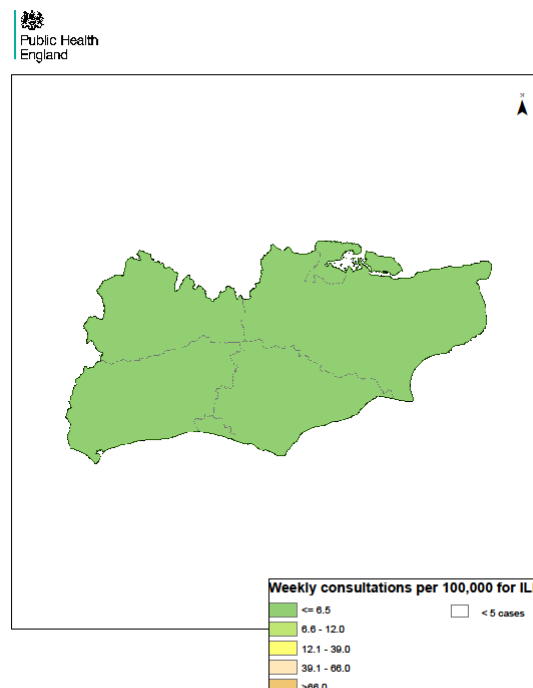 Public Health
England
Weekly consultations per 100,000 for IL
<= 6.5
< 5 cases
6.6 - 12.0
12.1 - 39.0
39.1 - 66.0
>66.0